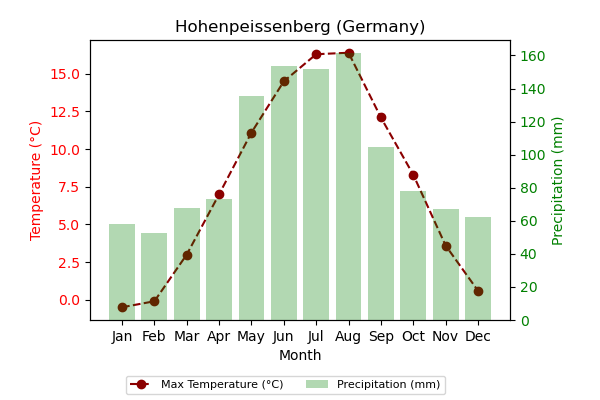 Hohenpeissenberg (Germany)
15.0
12.5
10.0
7.5
5.0
2.5
0.0
Temperature (°C)
160
140
120
100
80
60
40
20
0
Precipitation (mm)
Jan Feb Mar Apr May Jun Jul Aug Sep Oct Nov Dec
Month
Max Temperature (°C) Precipitation (mm)